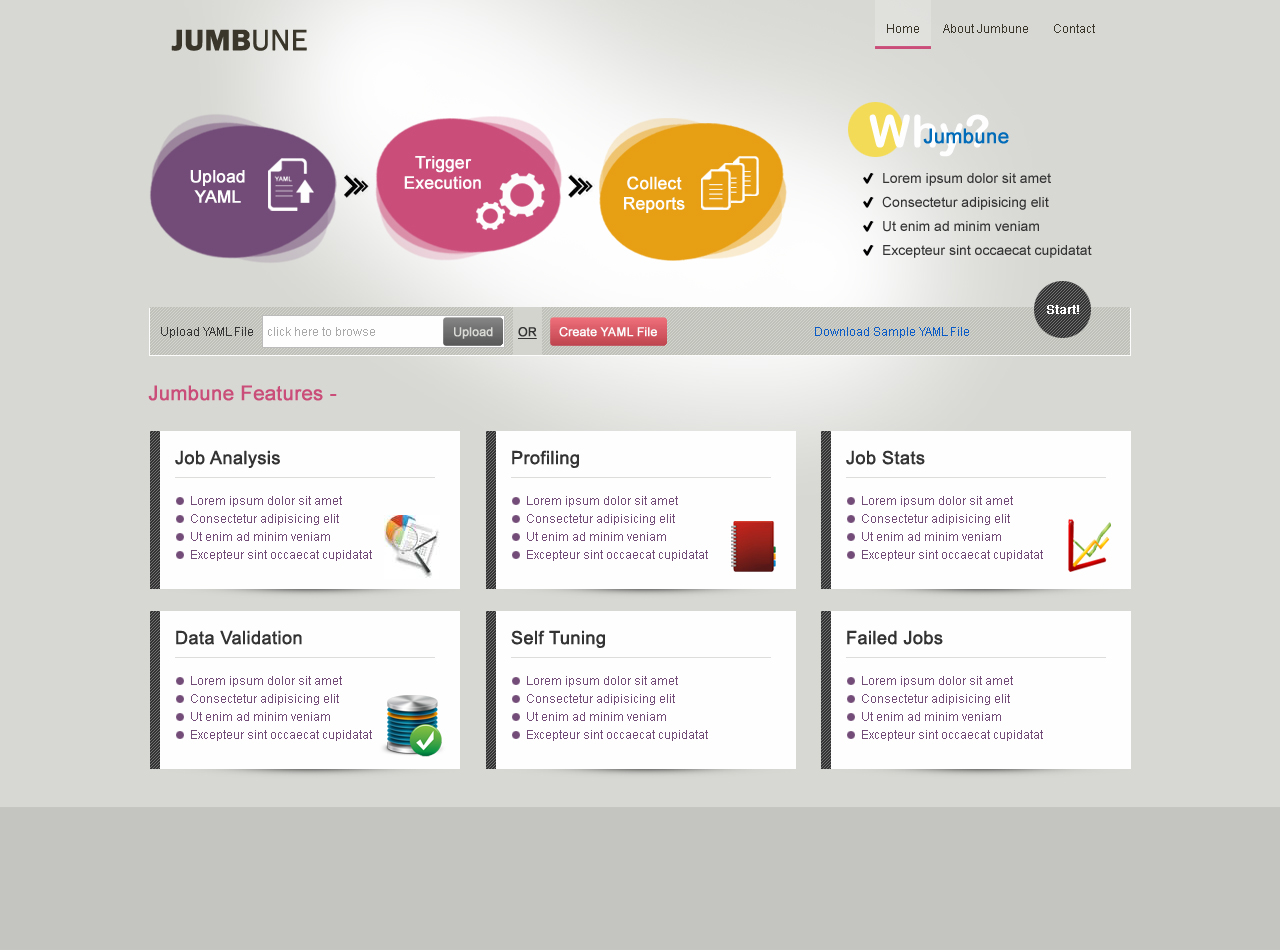 JUMBUNE
Home
About Jumbune
Contact
Upload
YAML
YAML
Trigger
Execution
Collect
Reports
Why?
Jumbune
Lorem ipsum dolor sit amet
Consectetur adipisicing elit
Ut enim ad minim veniam
Excepteur sint occaecat cupidatat
Start!
Upload YAML File
click here to browse
Upload
OR
Create YAML File
Download Sample YAML File
Jumbune Features -
Job Analysis
Lorem ipsum dolor sit amet
Consectetur adipisicing elit
Ut enim ad minim veniam
Excepteur sint occaecat cupidatat
Profiling
Lorem ipsum dolor sit amet
Consectetur adipisicing elit
Ut enim ad minim veniam
Excepteur sint occaecat cupidatat
Job Stats
Lorem ipsum dolor sit amet
Consectetur adipisicing elit
Ut enim ad minim veniam
Excepteur sint occaecat cupidatat
Data Validation
Lorem ipsum dolor sit amet
Consectetur adipisicing elit
Ut enim ad minim veniam
Excepteur sint occaecat cupidatat
Self Tuning
Lorem ipsum dolor sit amet
Consectetur adipisicing elit
Ut enim ad minim veniam
Excepteur sint occaecat cupidatat
Failed Jobs
Lorem ipsum dolor sit amet
Consectetur adipisicing elit
Ut enim ad minim veniam
Excepteur sint occaecat cupidatat